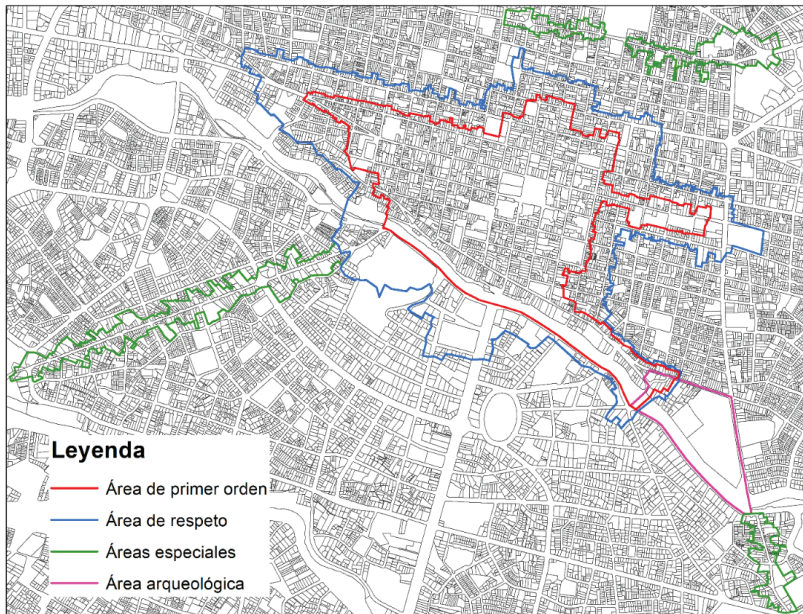 Leyenda
Área de primer orden
Área de respeto
Áreas especiales
Área arqueológica